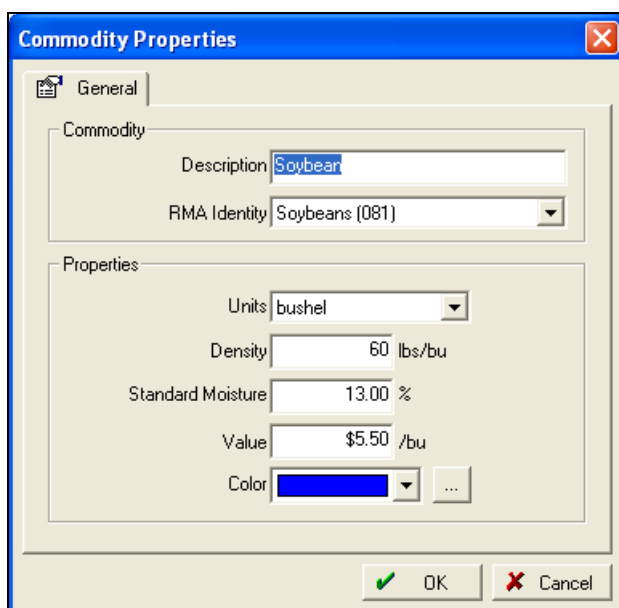 Commodity Properties
General
Commodity
Description Soybean
RMA Identity Soybeans (081)
Properties
Units bushel
Density 60 lbs/bu
Standard Moisture 13.00 %
Value $5.50 /bu
Color ...
OK Cancel